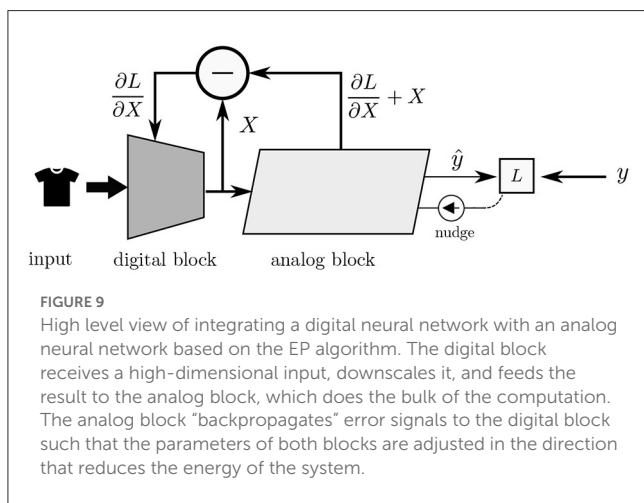 ∂L/∂X
−
X
∂L/∂X + X
ŷ
L
y
nudge
input
digital block
analog block
FIGURE 9
High level view of integrating a digital neural network with an analog
neural network based on the EP algorithm. The digital block
receives a high-dimensional input, downscales it, and feeds the
result to the analog block, which does the bulk of the computation.
The analog block "backpropagates" error signals to the digital block
such that the parameters of both blocks are adjusted in the direction
that reduces the energy of the system.